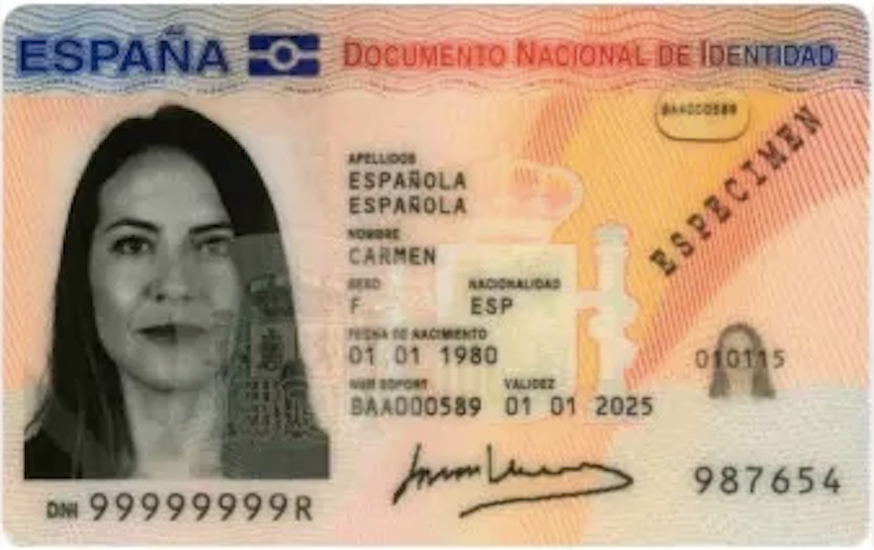 ESPAÑA DOCUMENTO NACIONAL DE IDENTIDAD
BAA000589
ESPECIMEN
APELLIDOS
ESPAÑOLA
ESPAÑOLA
NOMBRE
CARMEN
SEXO NACIONALIDAD
F ESP
FECHA DE NACIMIENTO
01 01 1980
010115
NUM SOPORT VALIDEZ
BAA000589 01 01 2025
987654
DNI 99999999R